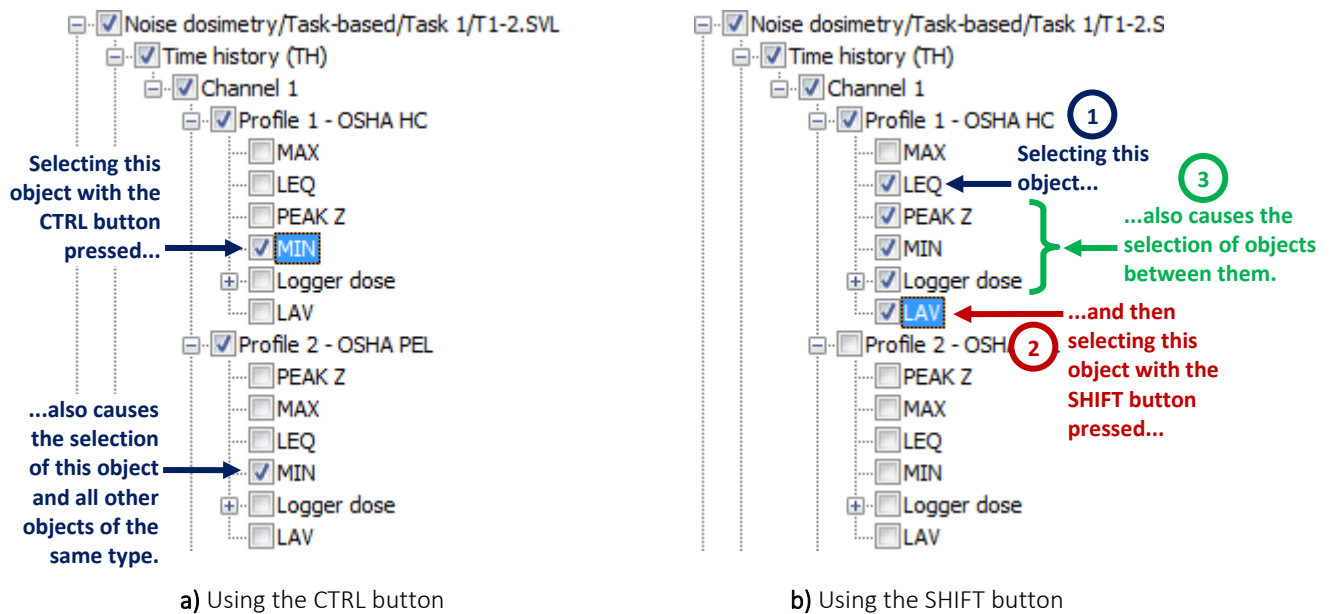 Noise dosimetry/Task-based/Task 1/T1-2.SVL
Time history (TH)
Channel 1
Profile 1 - OSHA HC
MAX
LEQ
PEAK Z
MIN
Logger dose
LAV
Profile 2 - OSHA PEL
PEAK Z
MAX
LEQ
MIN
Logger dose
LAV
Selecting this
object with the
CTRL button
pressed...
...also causes
the selection
of this object
and all other
objects of the
same type.
a) Using the CTRL button
Noise dosimetry/Task-based/Task 1/T1-2.S
Time history (TH)
Channel 1
Profile 1 - OSHA HC
MAX
LEQ
PEAK Z
MIN
Logger dose
LAV
Profile 2 - OSHA
PEAK Z
MAX
LEQ
MIN
Logger dose
LAV
1
Selecting this
object...
3
...also causes the
selection of objects
between them.
2
...and then
selecting this
object with the
SHIFT button
pressed...
b) Using the SHIFT button